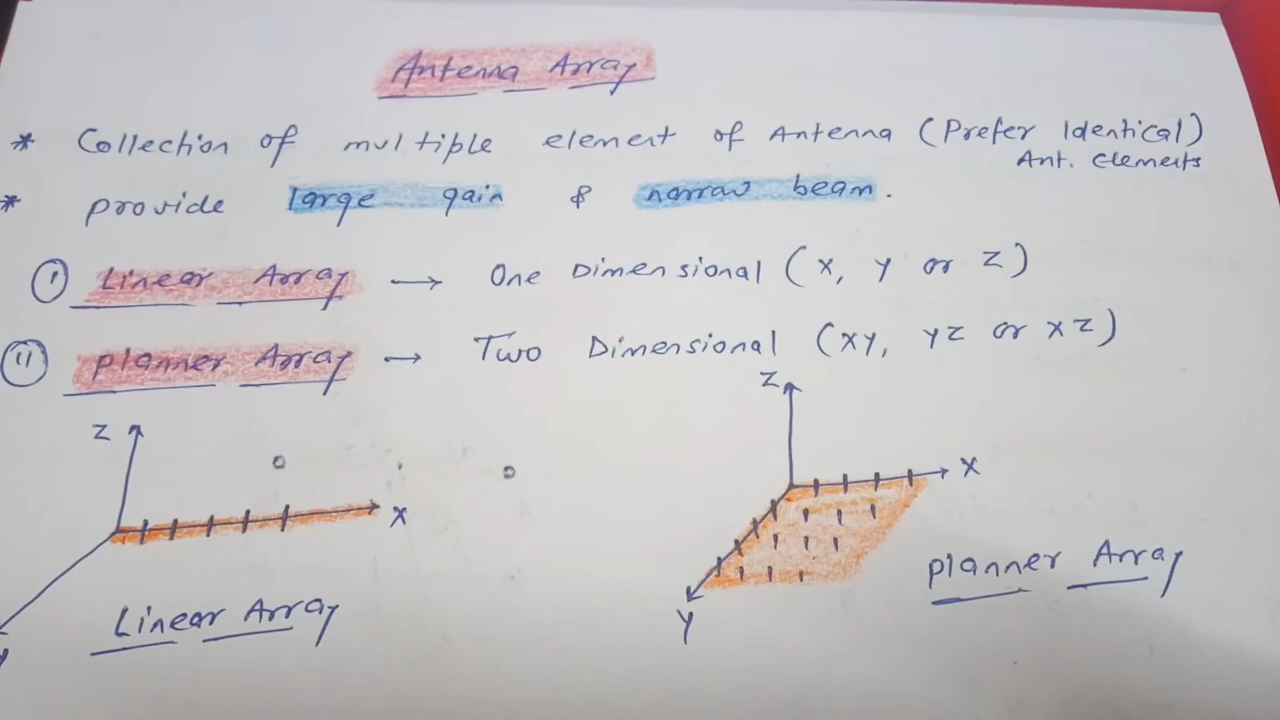 Antenna Array
* Collection of multiple element of Antenna (Prefer Identical)
Ant. Elements
* provide large gain & narrow beam.
(i) Linear Array → One Dimensional (x, y or z)
(ii) planner Array → Two Dimensional (xy, yz or xz)
Z
X
Y
Linear Array
Z
X
Y
planner Array